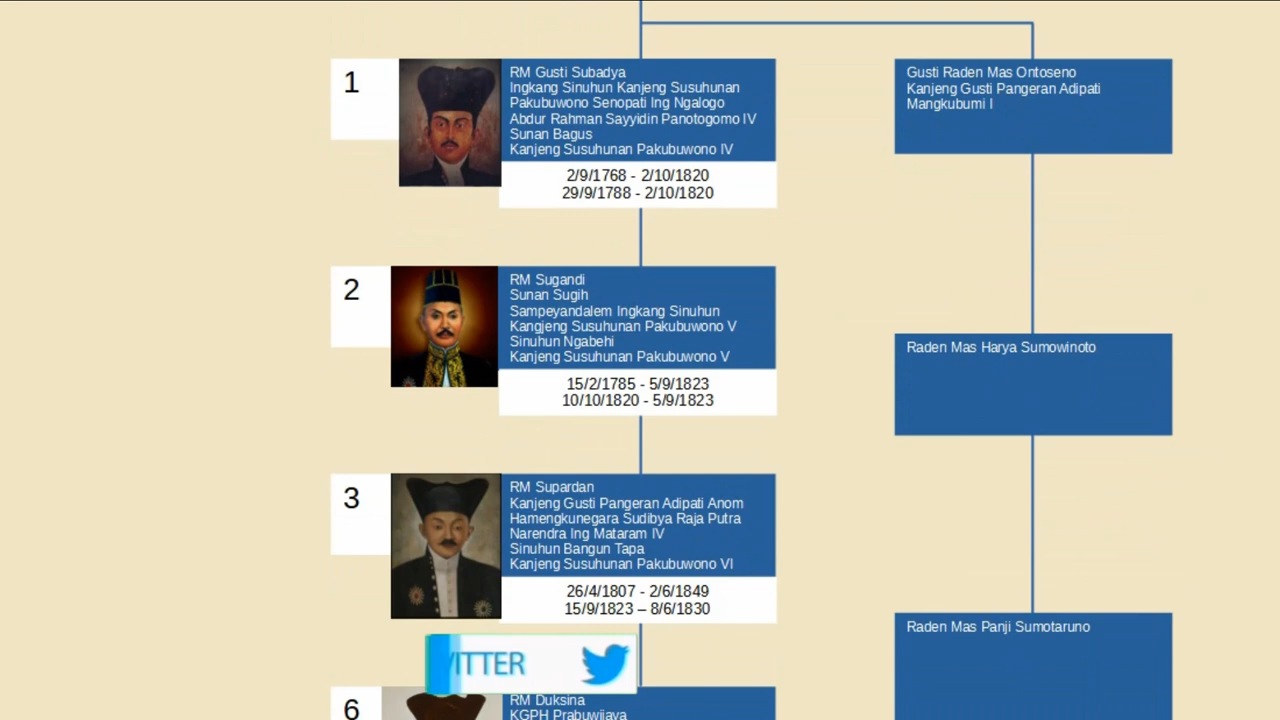 1
RM Gusti Subadya
Ingkang Sinuhun Kanjeng Susuhunan
Pakubuwono Senopati Ing Ngalogo
Abdur Rahman Sayyidin Panotogomo IV
Sunan Bagus
Kanjeng Susuhunan Pakubuwono IV
2/9/1768 - 2/10/1820
29/9/1788 - 2/10/1820
Gusti Raden Mas Ontoseno
Kanjeng Gusti Pangeran Adipati
Mangkubumi I
2
RM Sugandi
Sunan Sugih
Sampeyandalem Ingkang Sinuhun
Kangjeng Susuhunan Pakubuwono V
Sinuhun Ngabehi
Kanjeng Susuhunan Pakubuwono V
15/2/1785 - 5/9/1823
10/10/1820 - 5/9/1823
Raden Mas Harya Sumowinoto
3
RM Supardan
Kanjeng Gusti Pangeran Adipati Anom
Hamengkunegara Sudibya Raja Putra
Narendra Ing Mataram IV
Sinuhun Bangun Tapa
Kanjeng Susuhunan Pakubuwono VI
26/4/1807 - 2/6/1849
15/9/1823 – 8/6/1830
Raden Mas Panji Sumotaruno
ITTER
6
RM Duksina
KGPH Prabuwijaya